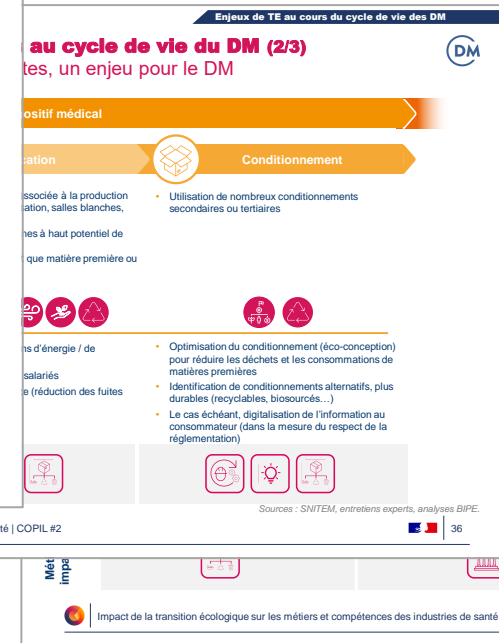 Enjeux de TE au cours du cycle de vie des DM
au cycle de vie du DM (2/3)
tes, un enjeu pour le DM
DM
ositif médical
cation
Conditionnement
ssociée à la production
ation, salles blanches,
nes à haut potentiel de
que matière première ou
• Utilisation de nombreux conditionnements
secondaires ou tertiaires
ns d'énergie / de
salariés
e (réduction des fuites
• Optimisation du conditionnement (éco-conception)
pour réduire les déchets et les consommations de
matières premières
• Identification de conditionnements alternatifs, plus
durables (recyclables, biosourcés…)
• Le cas échéant, digitalisation de l'information au
consommateur (dans la mesure du respect de la
réglementation)
Sources : SNITEM, entretiens experts, analyses BIPE.
té | COPIL #2
36
Mét
impa
Impact de la transition écologique sur les métiers et compétences des industries de santé